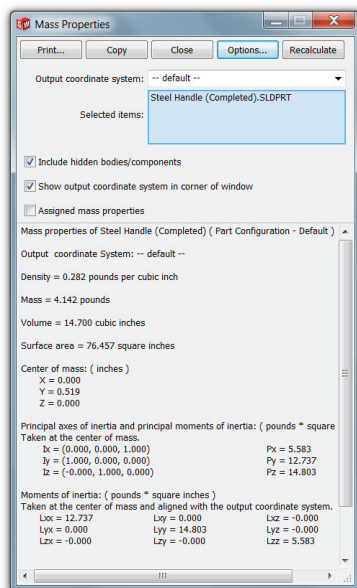 Mass Properties
Print... Copy Close Options... Recalculate
Output coordinate system: -- default --
Selected items: Steel Handle (Completed).SLDPRT
Include hidden bodies/components
Show output coordinate system in corner of window
Assigned mass properties
Mass properties of Steel Handle (Completed) ( Part Configuration - Default )
Output coordinate System: -- default --
Density = 0.282 pounds per cubic inch
Mass = 4.142 pounds
Volume = 14.700 cubic inches
Surface area = 76.457 square inches
Center of mass: ( inches )
X = 0.000
Y = 0.519
Z = 0.000
Principal axes of inertia and principal moments of inertia: ( pounds * square
Taken at the center of mass.
Ix = (0.000, 0.000, 1.000) Px = 5.583
Iy = (1.000, 0.000, 0.000) Py = 12.737
Iz = (-0.000, 1.000, 0.000) Pz = 14.803
Moments of inertia: ( pounds * square inches )
Taken at the center of mass and aligned with the output coordinate system.
Lxx = 12.737 Lxy = 0.000 Lxz = -0.000
Lyx = 0.000 Lyy = 14.803 Lyz = -0.000
Lzx = -0.000 Lzy = -0.000 Lzz = 5.583